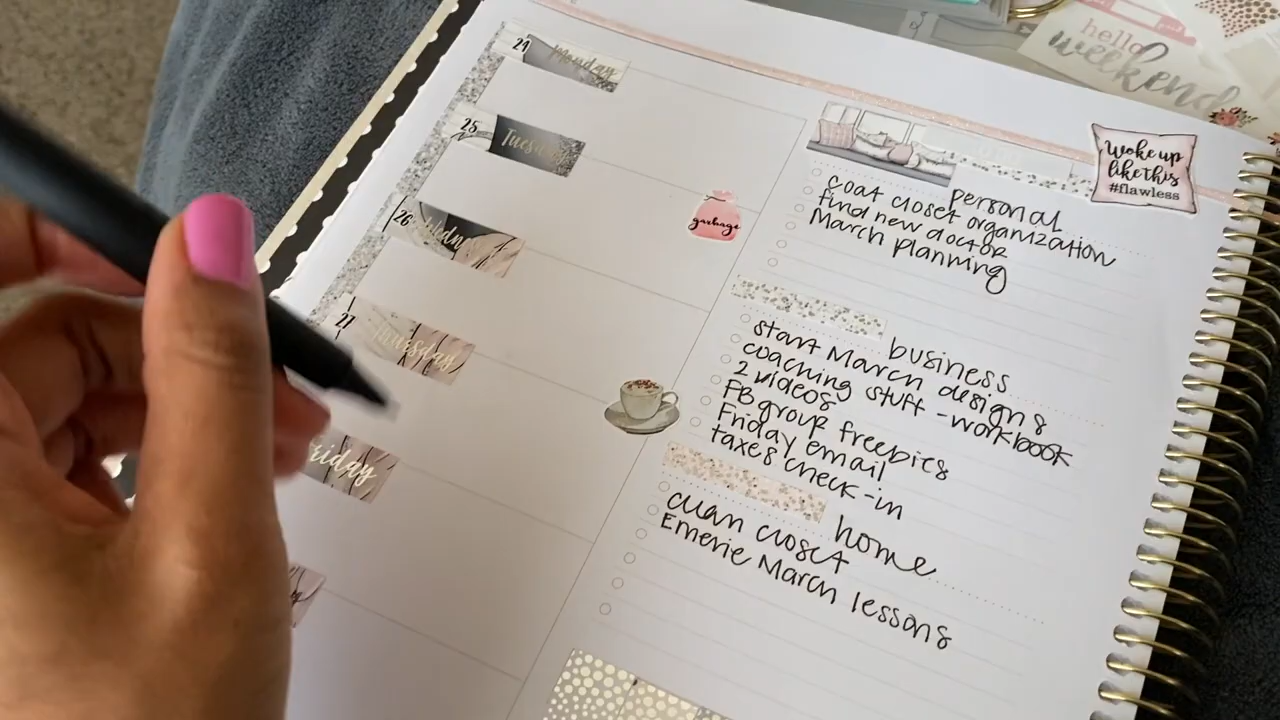 hello
weekend
24 Monday
25 Tuesday
26
27 Thursday
Friday
garbage
Woke up
like this
#flawless
personal
coat closet organization
find new doctor
March planning
business
start March designs
coaching stuff - workbook
2 videos
FB group freebies
Friday email
taxes check-in
home
clean closet
Emerie March lessons